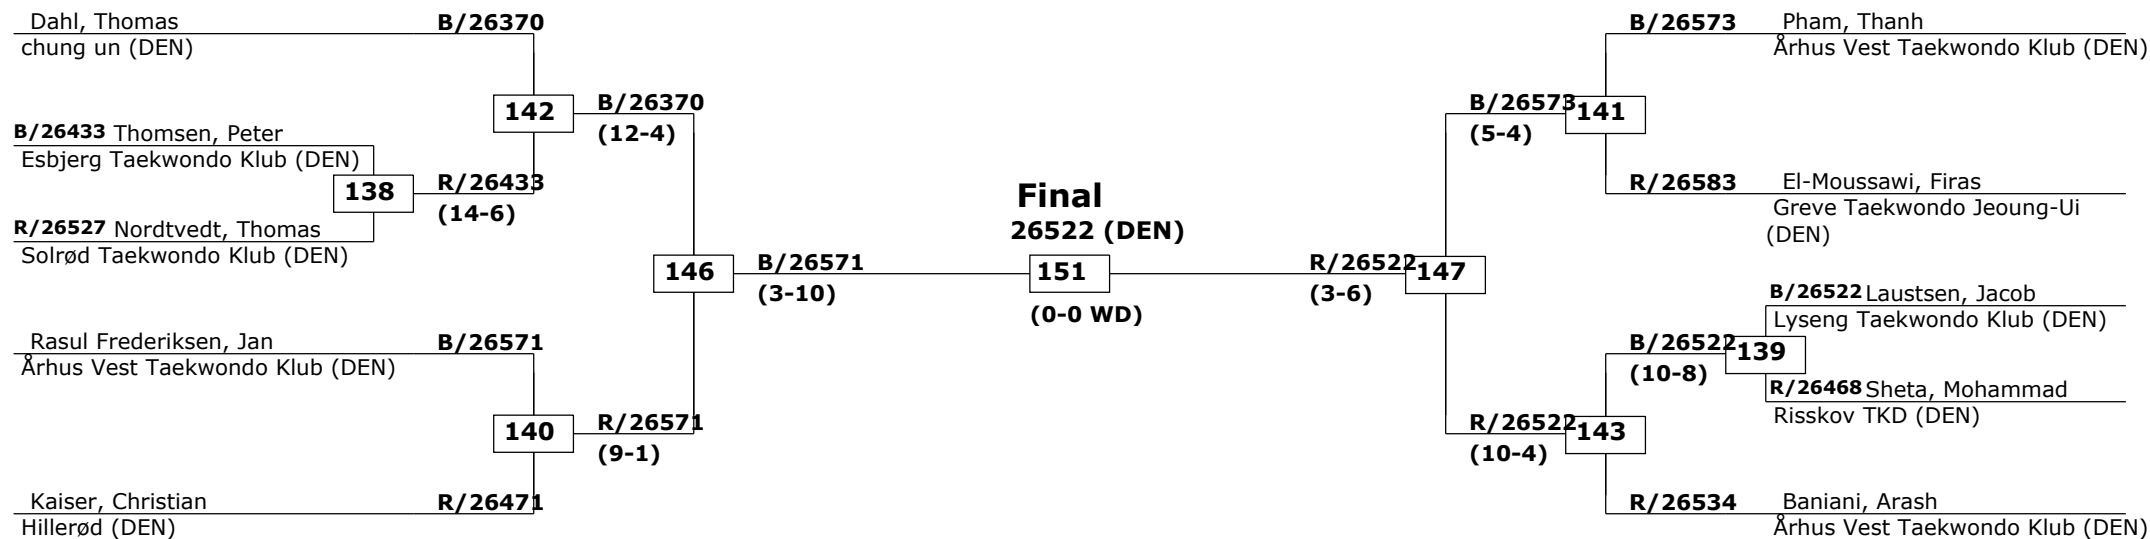 Dahl, Thomas
B/26370
chung un (DEN)
142
B/26370
(12-4)
B/26433 Thomsen, Peter
Esbjerg Taekwondo Klub (DEN)
138
R/26433
(14-6)
R/26527 Nordtvedt, Thomas
Solrød Taekwondo Klub (DEN)
146
B/26571
(3-10)
Rasul Frederiksen, Jan
B/26571
Århus Vest Taekwondo Klub (DEN)
140
R/26571
(9-1)
Kaiser, Christian
R/26471
Hillerød (DEN)
Final
26522 (DEN)
151
(0-0 WD)
B/26573
Pham, Thanh
Århus Vest Taekwondo Klub (DEN)
B/26573
141
(5-4)
R/26583
El-Moussawi, Firas
Greve Taekwondo Jeoung-Ui
(DEN)
R/26522
147
(3-6)
B/26522 Laustsen, Jacob
Lyseng Taekwondo Klub (DEN)
B/26522
139
(10-8)
R/26468 Sheta, Mohammad
Risskov TKD (DEN)
R/26522
143
(10-4)
R/26534
Baniani, Arash
Århus Vest Taekwondo Klub (DEN)